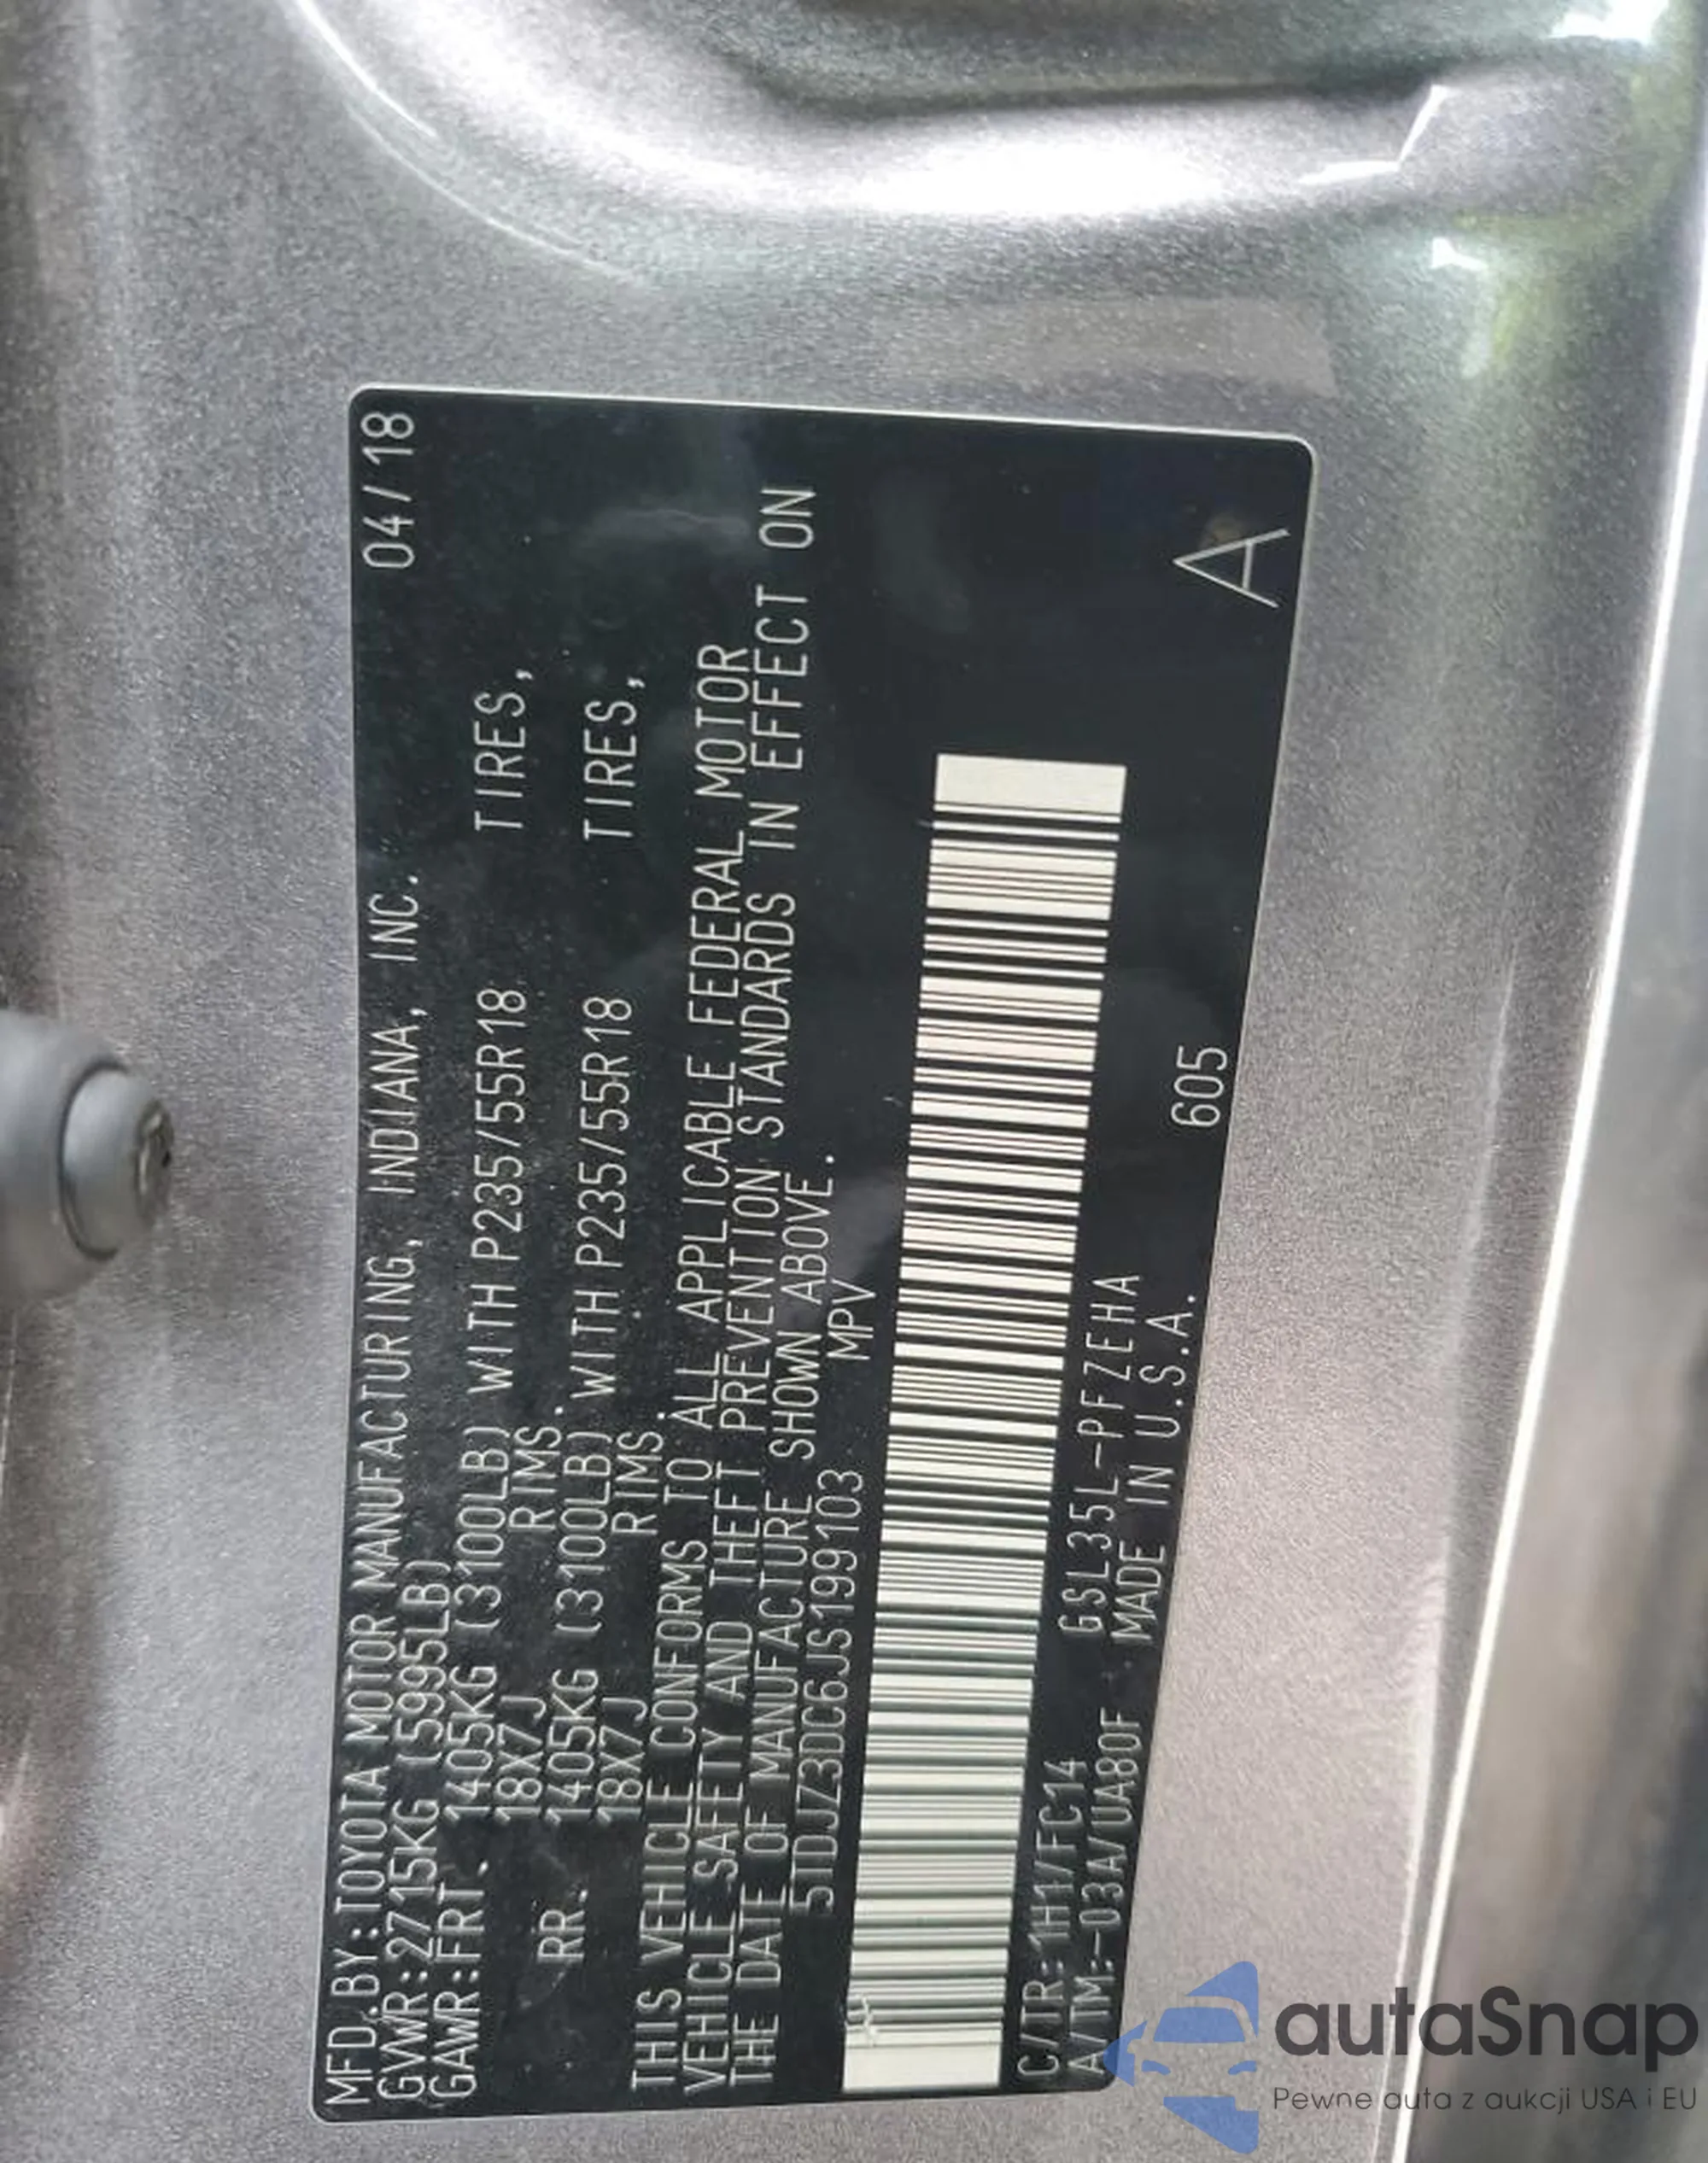 MFD.BY:TOYOTA MOTOR MANUFACTURING, INDIANA, INC. 04/18
GVWR:2715KG (5995LB)
GAWR:FRT. 1405KG (3100LB) WITH P235/55R18 TIRES,
18X7J RIMS.
RR. 1405KG (3100LB) WITH P235/55R18 TIRES,
18X7J RIMS.
THIS VEHICLE CONFORMS TO ALL APPLICABLE FEDERAL MOTOR
VEHICLE SAFETY AND THEFT PREVENTION STANDARDS IN EFFECT ON
THE DATE OF MANUFACTURE SHOWN ABOVE.
5TDJZ3DC6JS199103 MPV
C/TR:1H1/FC14 GSL35L-PFZEHA
A/TM:-03A/UA80F MADE IN U.S.A. 605
A
autaSnap
Pewne auta z aukcji USA i EU